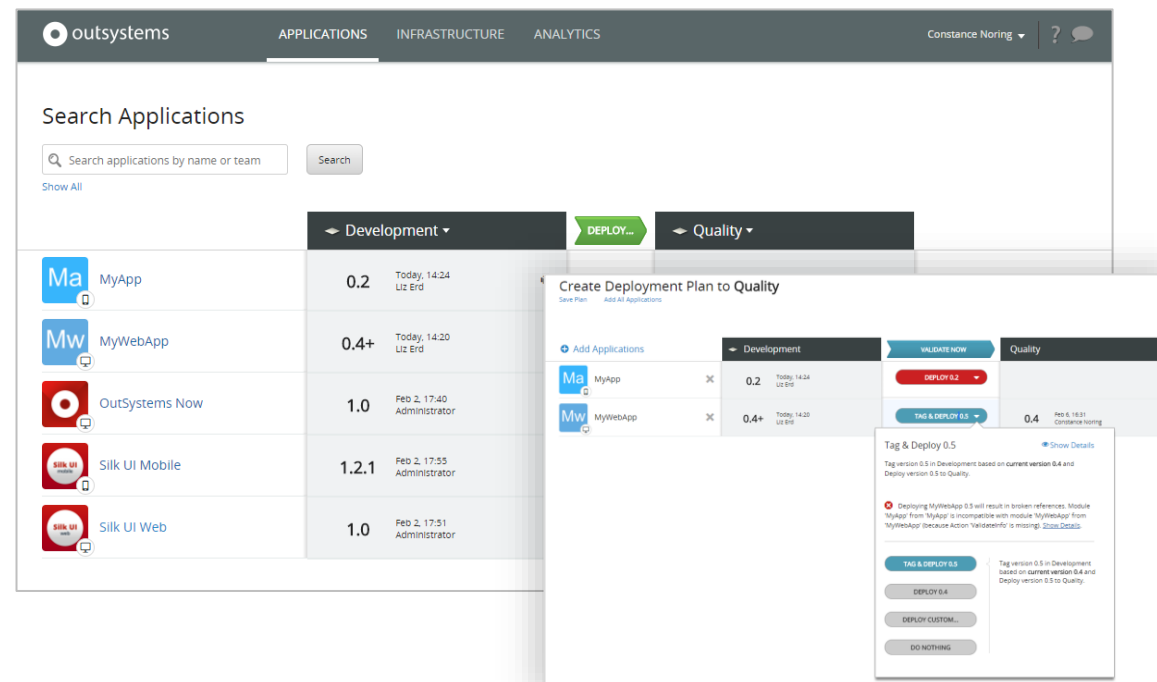 outsystems
APPLICATIONS INFRASTRUCTURE ANALYTICS
Constance Noring
?
Search Applications
Search applications by name or team
Search
Show All
Development
DEPLOY...
Quality
Ma
MyApp
0.2
Today, 14:24
Liz Erd
Mw
MyWebApp
0.4+
Today, 14:20
Liz Erd
OutSystems Now
1.0
Feb 2, 17:40
Administrator
Silk UI
mobile
Silk UI Mobile
1.2.1
Feb 2, 17:55
Administrator
Silk UI
web
Silk UI Web
1.0
Feb 2, 17:51
Administrator
Create Deployment Plan to Quality
Save Plan Add All Applications
Add Applications
Development
VALIDATE NOW
Quality
Ma
MyApp
0.2
Today, 14:24
Liz Erd
DEPLOY 0.2
Mw
MyWebApp
0.4+
Today, 14:20
Liz Erd
TAG & DEPLOY 0.5
0.4
Feb 6, 16:31
Constance Noring
Tag & Deploy 0.5
Show Details
Tag version 0.5 in Development based on current version 0.4 and
Deploy version 0.5 to Quality.
Deploying MyWebApp 0.5 will result in broken references. Module
'MyApp' from 'MyApp' is incompatible with module 'MyWebApp' from
'MyWebApp' (because Action 'ValidateInfo' is missing). Show Details.
TAG & DEPLOY 0.5
Tag version 0.5 in Development
based on current version 0.4 and
Deploy version 0.5 to Quality.
DEPLOY 0.4
DEPLOY CUSTOM...
DO NOTHING